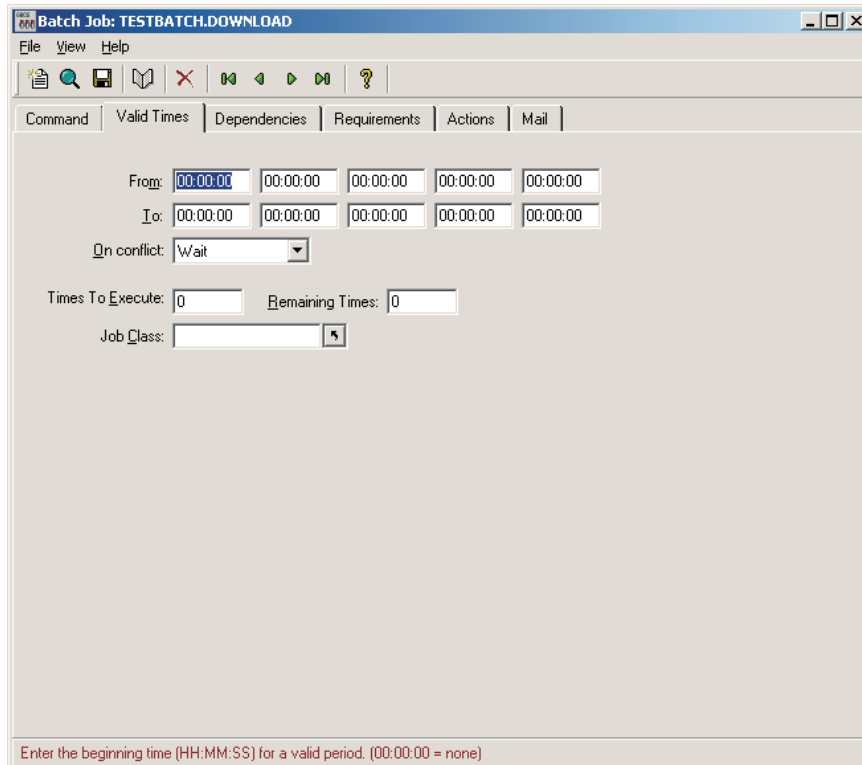 Batch Job: TESTBATCH.DOWNLOAD
File View Help
Command Valid Times Dependencies Requirements Actions Mail
From: 00:00:00 00:00:00 00:00:00 00:00:00 00:00:00
To: 00:00:00 00:00:00 00:00:00 00:00:00 00:00:00
On conflict: Wait
Times To Execute: 0 Remaining Times: 0
Job Class:
Enter the beginning time (HH:MM:SS) for a valid period. (00:00:00 = none)